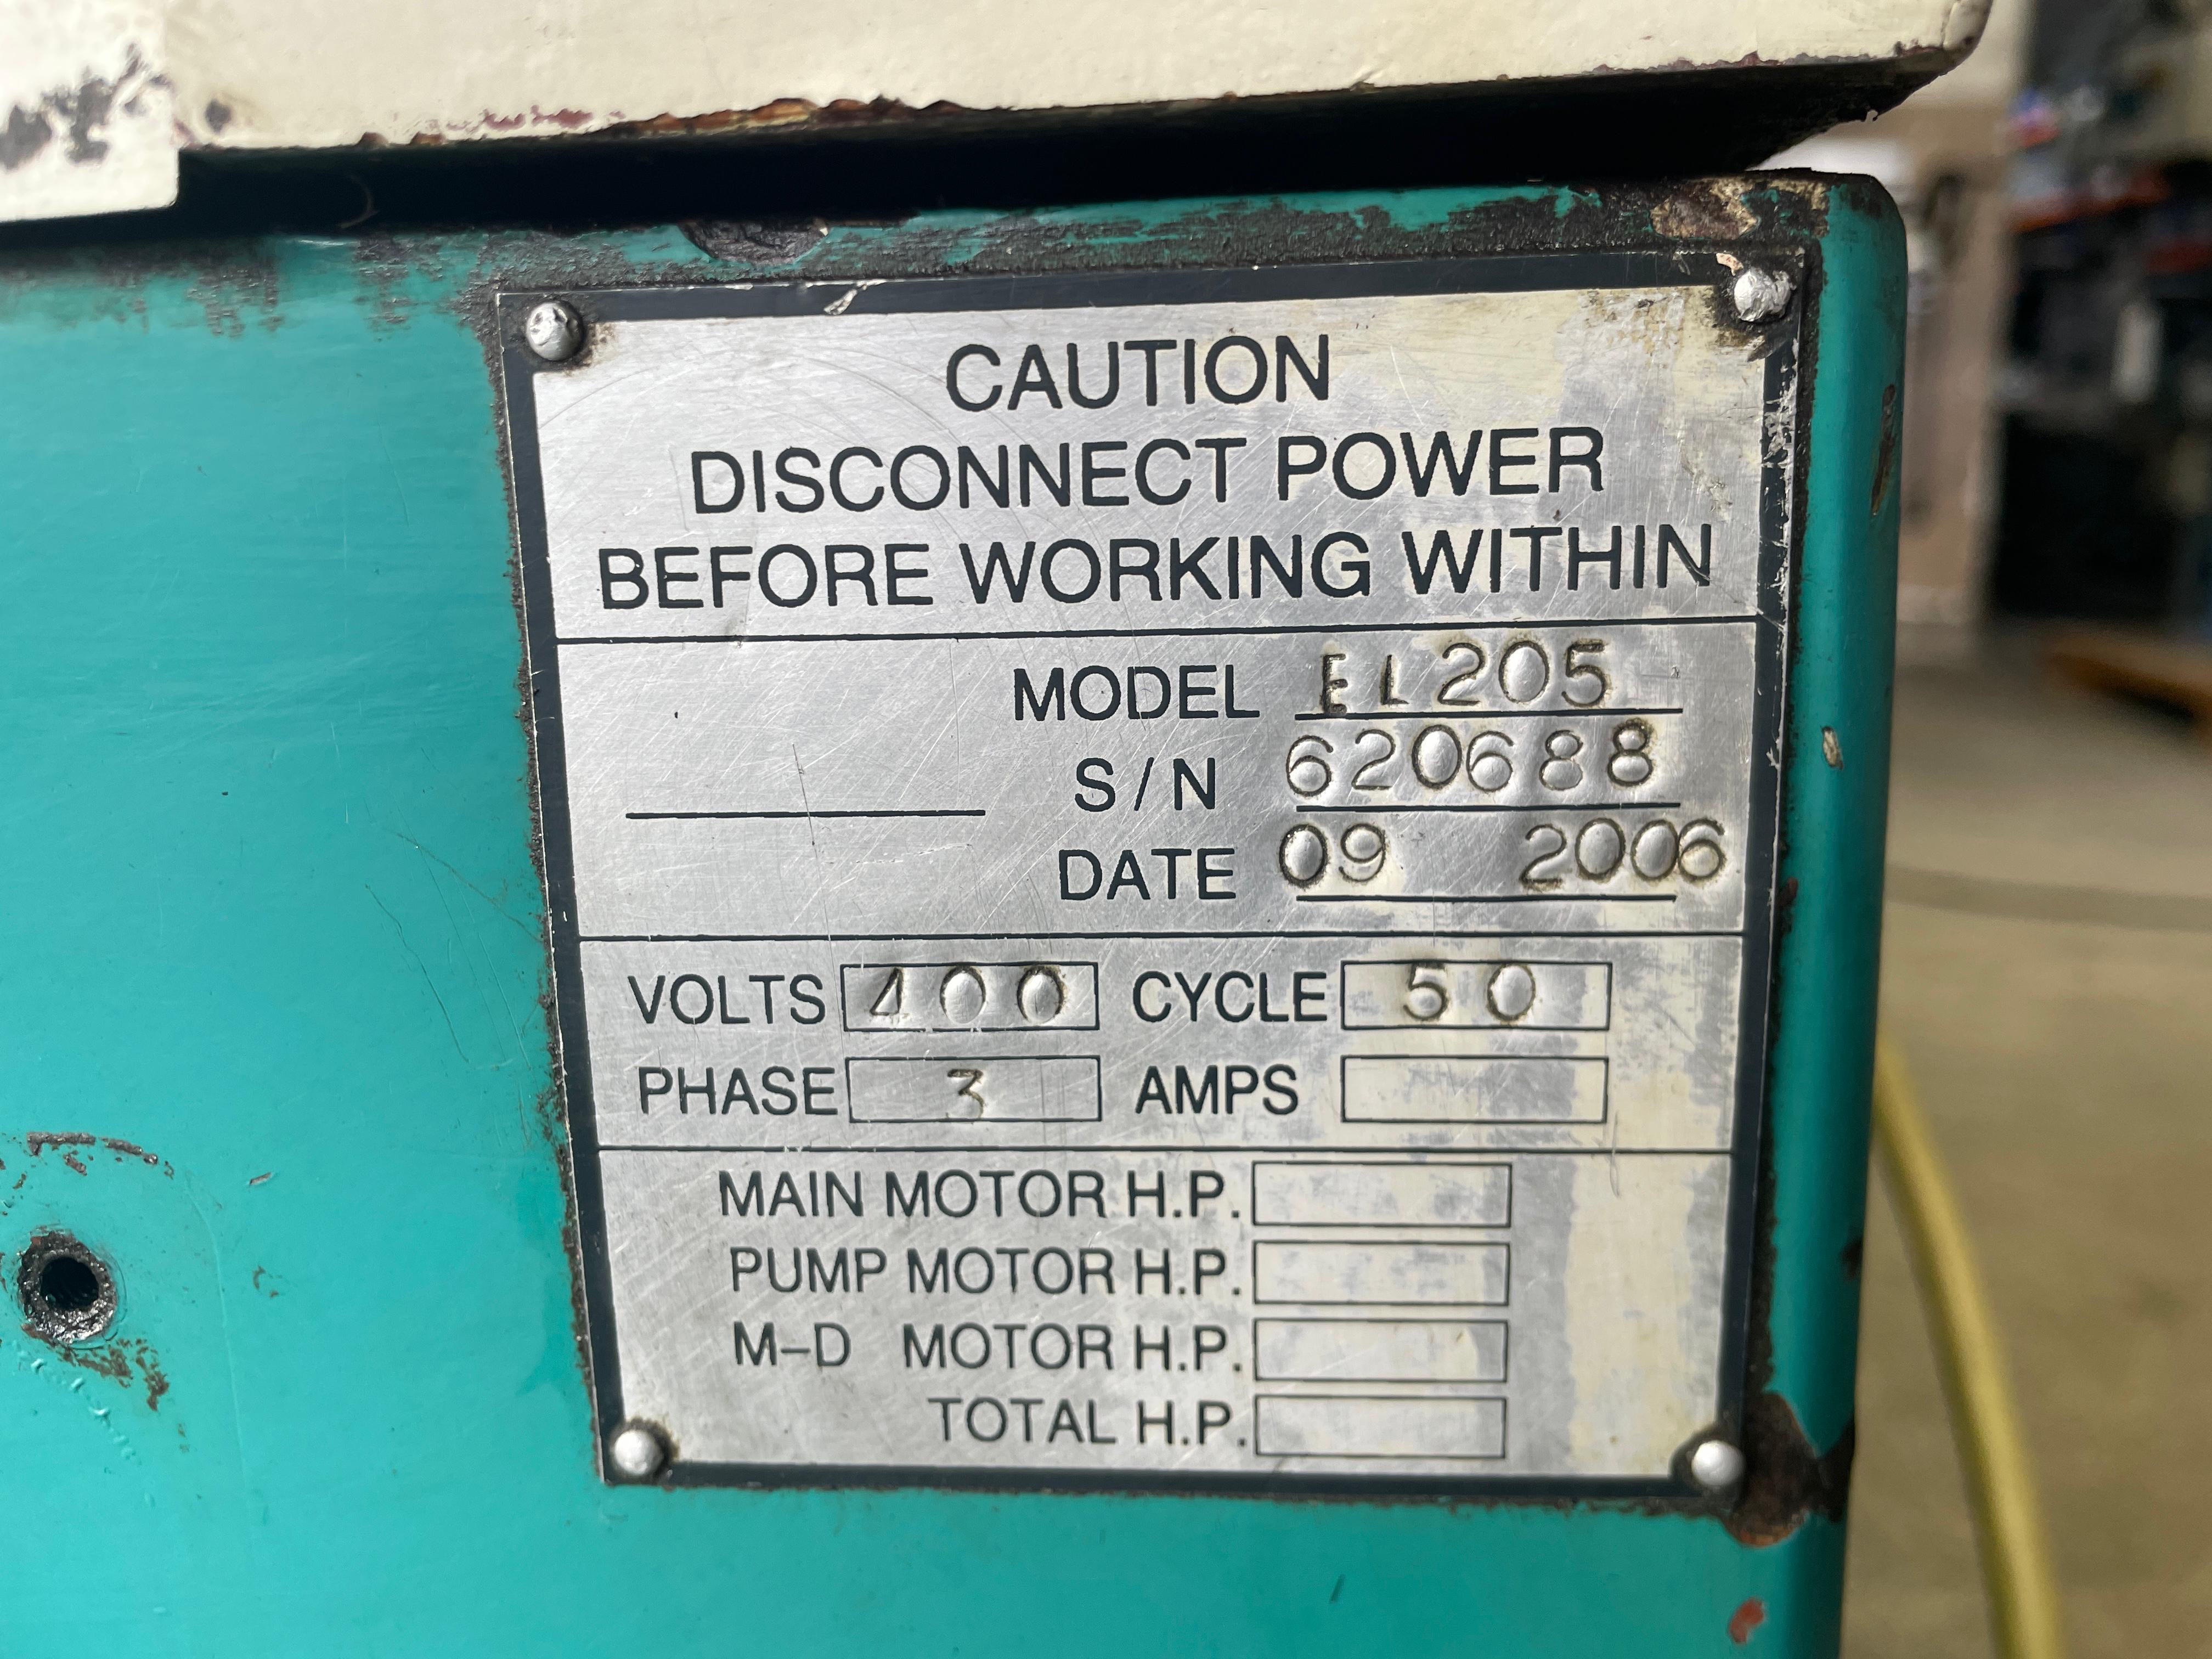 CAUTION
DISCONNECT POWER
BEFORE WORKING WITHIN
MODEL EL205
S/N 620688
DATE 09 2006
VOLTS 400 CYCLE 50
PHASE 3 AMPS
MAIN MOTOR H.P.
PUMP MOTOR H.P.
M-D MOTOR H.P.
TOTAL H.P.